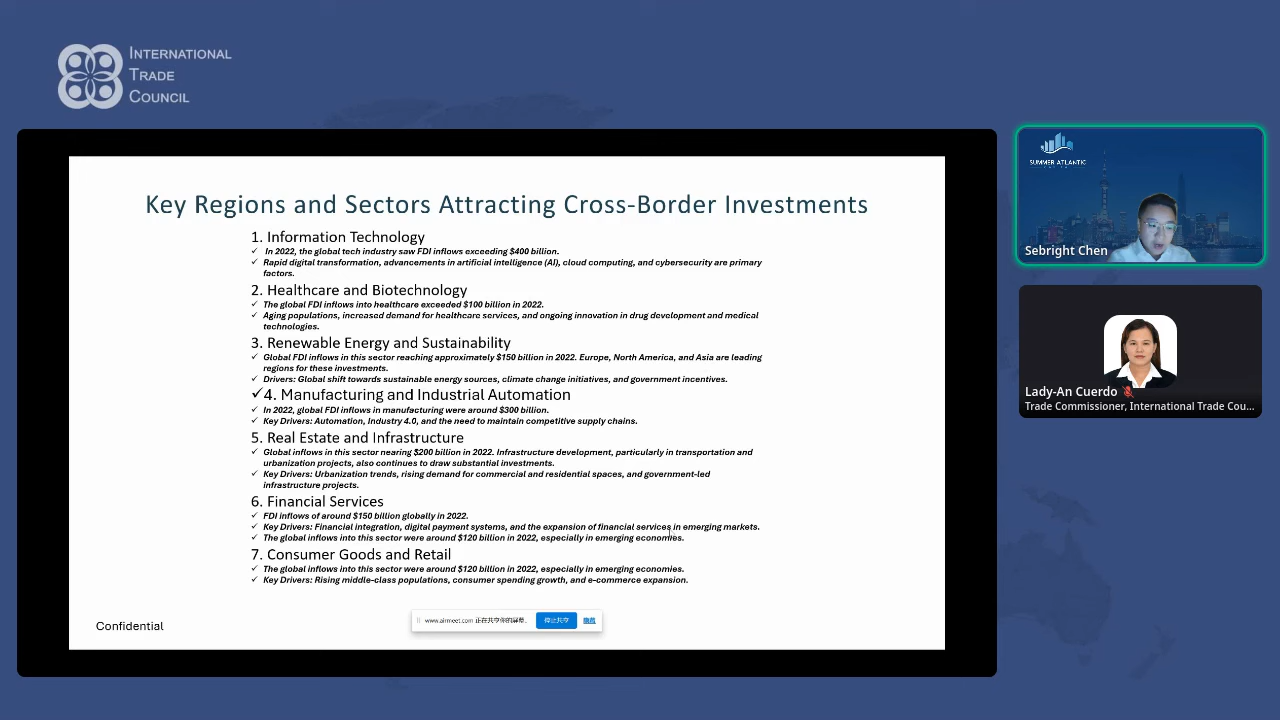 INTERNATIONAL
TRADE
COUNCIL
Key Regions and Sectors Attracting Cross-Border Investments
1. Information Technology
✓ In 2022, the global tech industry saw FDI inflows exceeding $400 billion.
✓ Rapid digital transformation, advancements in artificial intelligence (AI), cloud computing, and cybersecurity are primary
factors.
2. Healthcare and Biotechnology
✓ The global FDI inflows into healthcare exceeded $100 billion in 2022.
✓ Aging populations, increased demand for healthcare services, and ongoing innovation in drug development and medical
technologies.
3. Renewable Energy and Sustainability
✓ Global FDI inflows in this sector reaching approximately $150 billion in 2022. Europe, North America, and Asia are leading
regions for these investments.
✓ Drivers: Global shift towards sustainable energy sources, climate change initiatives, and government incentives.
✓4. Manufacturing and Industrial Automation
✓ In 2022, global FDI inflows in manufacturing were around $300 billion.
✓ Key Drivers: Automation, Industry 4.0, and the need to maintain competitive supply chains.
5. Real Estate and Infrastructure
✓ Global inflows in this sector nearing $200 billion in 2022. Infrastructure development, particularly in transportation and
urbanization projects, also continues to draw substantial investments.
✓ Key Drivers: Urbanization trends, rising demand for commercial and residential spaces, and government-led
infrastructure projects.
6. Financial Services
✓ FDI inflows of around $150 billion globally in 2022.
✓ Key Drivers: Financial integration, digital payment systems, and the expansion of financial services in emerging markets.
✓ The global inflows into this sector were around $120 billion in 2022, especially in emerging economies.
7. Consumer Goods and Retail
✓ The global inflows into this sector were around $120 billion in 2022, especially in emerging economies.
✓ Key Drivers: Rising middle-class populations, consumer spending growth, and e-commerce expansion.
Confidential
www.airmeet.com 正在共享你的屏幕。 停止共享 隐藏
SUMMER ATLANTIC
Sebright Chen
Lady-An Cuerdo
Trade Commissioner, International Trade Cou...